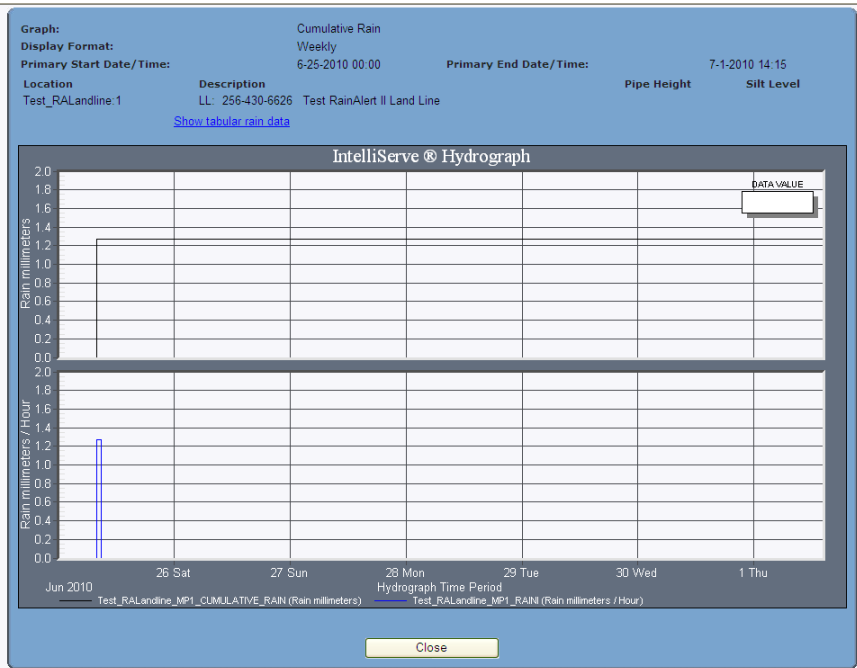 Graph: Cumulative Rain
Display Format: Weekly
Primary Start Date/Time: 6-25-2010 00:00 Primary End Date/Time: 7-1-2010 14:15
Location Description Pipe Height Silt Level
Test_RALandline:1 LL: 256-430-6626 Test RainAlert II Land Line
Show tabular rain data
IntelliServe ® Hydrograph
DATA VALUE
Rain millimeters
2.0
1.8
1.6
1.4
1.2
1.0
0.8
0.6
0.4
0.2
0.0
Rain millimeters / Hour
2.0
1.8
1.6
1.4
1.2
1.0
0.8
0.6
0.4
0.2
0.0
26 Sat 27 Sun 28 Mon 29 Tue 30 Wed 1 Thu
Jun 2010 Hydrograph Time Period
Test_RALandline_MP1_CUMULATIVE_RAIN (Rain millimeters) Test_RALandline_MP1_RAINI (Rain millimeters / Hour)
Close